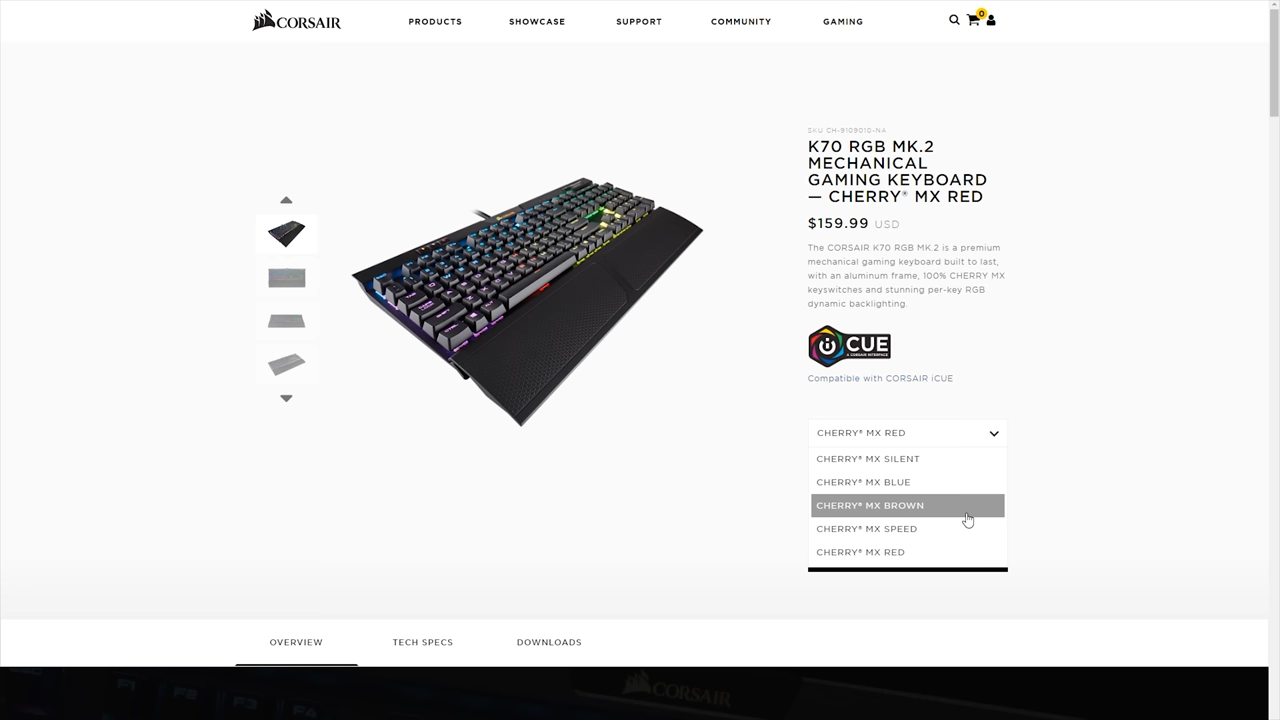 CORSAIR
PRODUCTS
SHOWCASE
SUPPORT
COMMUNITY
GAMING
0
SKU CH-9109010-NA
K70 RGB MK.2
MECHANICAL
GAMING KEYBOARD
— CHERRY® MX RED
$159.99 USD
The CORSAIR K70 RGB MK.2 is a premium
mechanical gaming keyboard built to last,
with an aluminum frame, 100% CHERRY MX
keyswitches and stunning per-key RGB
dynamic backlighting.
iCUE
A CORSAIR INTERFACE
Compatible with CORSAIR iCUE
CHERRY® MX RED
CHERRY® MX SILENT
CHERRY® MX BLUE
CHERRY® MX BROWN
CHERRY® MX SPEED
CHERRY® MX RED
OVERVIEW
TECH SPECS
DOWNLOADS
F1
F2
F3
F4
CORSAIR